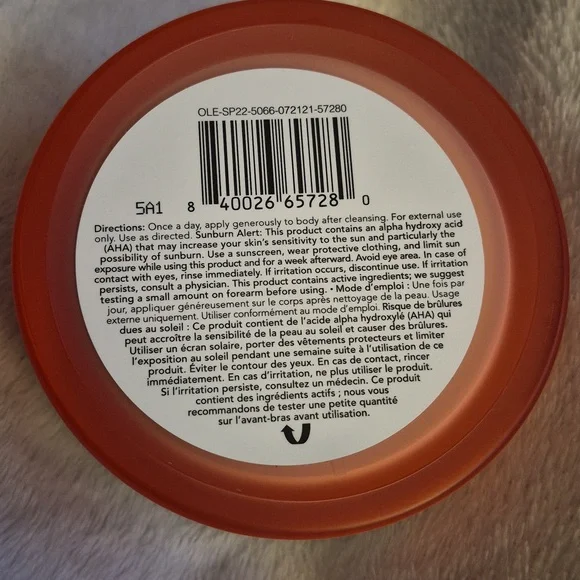 OLE-SP22-5066-072121-57280
5A1 8 40026 65728 0
Directions: Once a day, apply generously to body after cleansing. For external use
only. Use as directed. Sunburn Alert: This product contains an alpha hydroxy acid
(AHA) that may increase your skin's sensitivity to the sun and particularly the
possibility of sunburn. Use a sunscreen, wear protective clothing, and limit sun
exposure while using this product and for a week afterward. Avoid eye area. In case of
contact with eyes, rinse immediately. If irritation occurs, discontinue use. If irritation
persists, consult a physician. This product contains active ingredients; we suggest
testing a small amount on forearm before using. • Mode d'emploi : Une fois par
jour, appliquer généreusement sur le corps après nettoyage de la peau. Usage
externe uniquement. Utiliser conformément au mode d'emploi. Risque de brûlures
dues au soleil : Ce produit contient de l'acide alpha hydroxylé (AHA) qui
peut accroître la sensibilité de la peau au soleil et causer des brûlures.
Utiliser un écran solaire, porter des vêtements protecteurs et limiter
l'exposition au soleil pendant une semaine suite à l'utilisation de ce
produit. Éviter le contour des yeux. En cas de contact, rincer
immédiatement. En cas d'irritation, ne plus utiliser le produit.
Si l'irritation persiste, consultez un médecin. Ce produit
contient des ingrédients actifs ; nous vous
recommandons de tester une petite quantité
sur l'avant-bras avant utilisation.